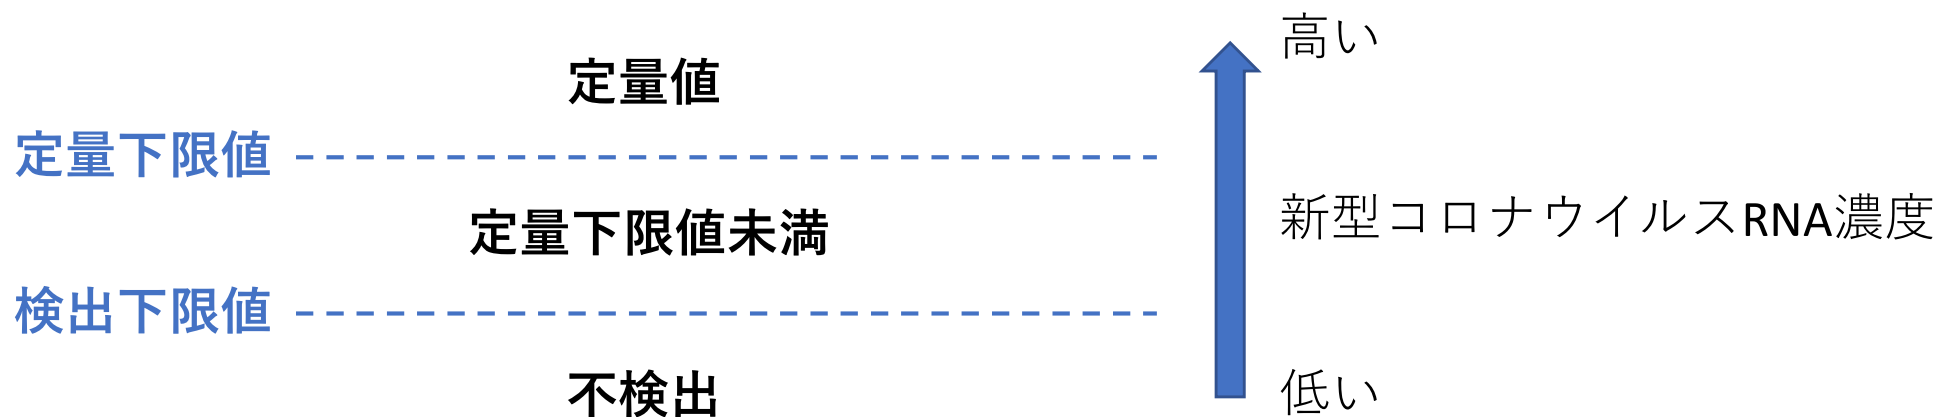 高い
定量値
定量下限値
定量下限値未満
新型コロナウイルスRNA濃度
検出下限値
不検出
低い